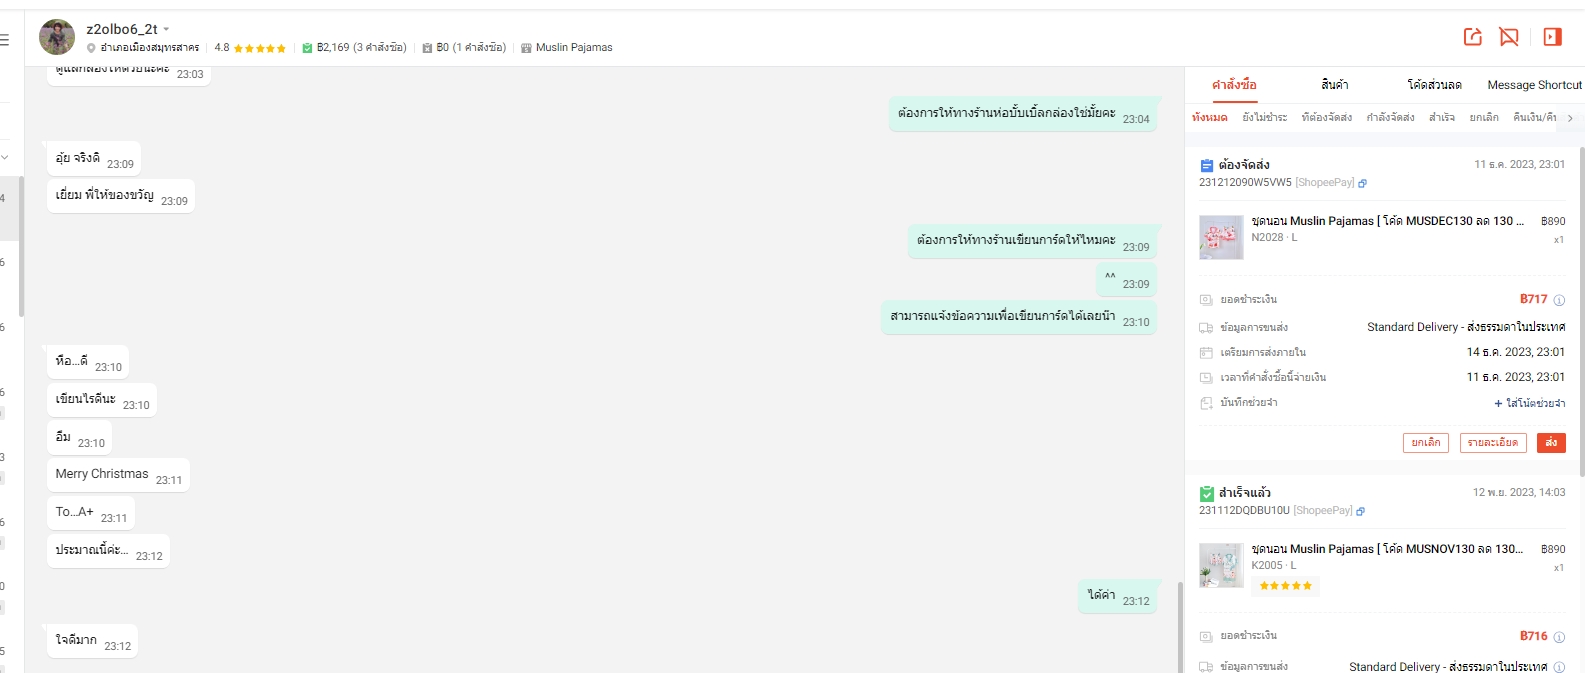 z2olbo6_2t
อำเภอเมืองสมุทรสาคร
4.8
฿2,169 (3 คำสั่งซื้อ)
฿0 (1 คำสั่งซื้อ)
Muslin Pajamas
ดูแลกล่องให้ด้วยนะคะ 23:03
ต้องการให้ทางร้านห่อบั้บเบิ้ลกล่องใช่มั้ยคะ 23:04
อุ้ย จริงดิ 23:09
เยี่ยม พี่ให้ของขวัญ 23:09
ต้องการให้ทางร้านเขียนการ์ดให้ไหมคะ 23:09
^^ 23:09
สามารถแจ้งข้อความเพื่อเขียนการ์ดได้เลยน๊า 23:10
หือ...ดี 23:10
เขียนไรดีนะ 23:10
อืม 23:10
Merry Christmas 23:11
To...A+ 23:11
ประมาณนี้ค่ะ... 23:12
ได้ค่า 23:12
ใจดีมาก 23:12
คำสั่งซื้อ
สินค้า
โค้ดส่วนลด
Message Shortcut
ทั้งหมด
ยังไม่ชำระ
ที่ต้องจัดส่ง
กำลังจัดส่ง
สำเร็จ
ยกเลิก
คืนเงิน/คืน
ต้องจัดส่ง
11 ธ.ค. 2023, 23:01
231212090W5VW5 [ShopeePay]
ชุดนอน Muslin Pajamas [ โค้ด MUSDEC130 ลด 130 ...
฿890
N2028 · L
x1
ยอดชำระเงิน
฿717
ข้อมูลการขนส่ง
Standard Delivery - ส่งธรรมดาในประเทศ
เตรียมการส่งภายใน
14 ธ.ค. 2023, 23:01
เวลาที่คำสั่งซื้อนี้จ่ายเงิน
11 ธ.ค. 2023, 23:01
บันทึกช่วยจำ
+ ใส่โน้ตช่วยจำ
ยกเลิก
รายละเอียด
ส่ง
สำเร็จแล้ว
12 พ.ย. 2023, 14:03
231112DQDBU10U [ShopeePay]
ชุดนอน Muslin Pajamas [ โค้ด MUSNOV130 ลด 130...
฿890
K2005 · L
x1
ยอดชำระเงิน
฿716
ข้อมูลการขนส่ง
Standard Delivery - ส่งธรรมดาในประเทศ